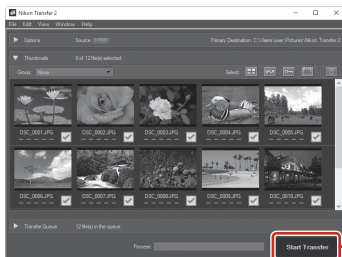 Nikon Transfer 2
File Edit View Window Help
Options Source: Primary Destination: C:\Users\user\Pictures\Nikon Transfer 2
Thumbnails 0 of 12 file(s) selected
Group: None Select:
DSC_0001.JPG DSC_0002.JPG DSC_0003.JPG DSC_0004.JPG DSC_0005.JPG
DSC_0006.JPG DSC_0007.JPG DSC_0008.JPG DSC_0009.JPG DSC_0010.JPG
Transfer Queue 12 file(s) in the queue
Process: Start Transfer